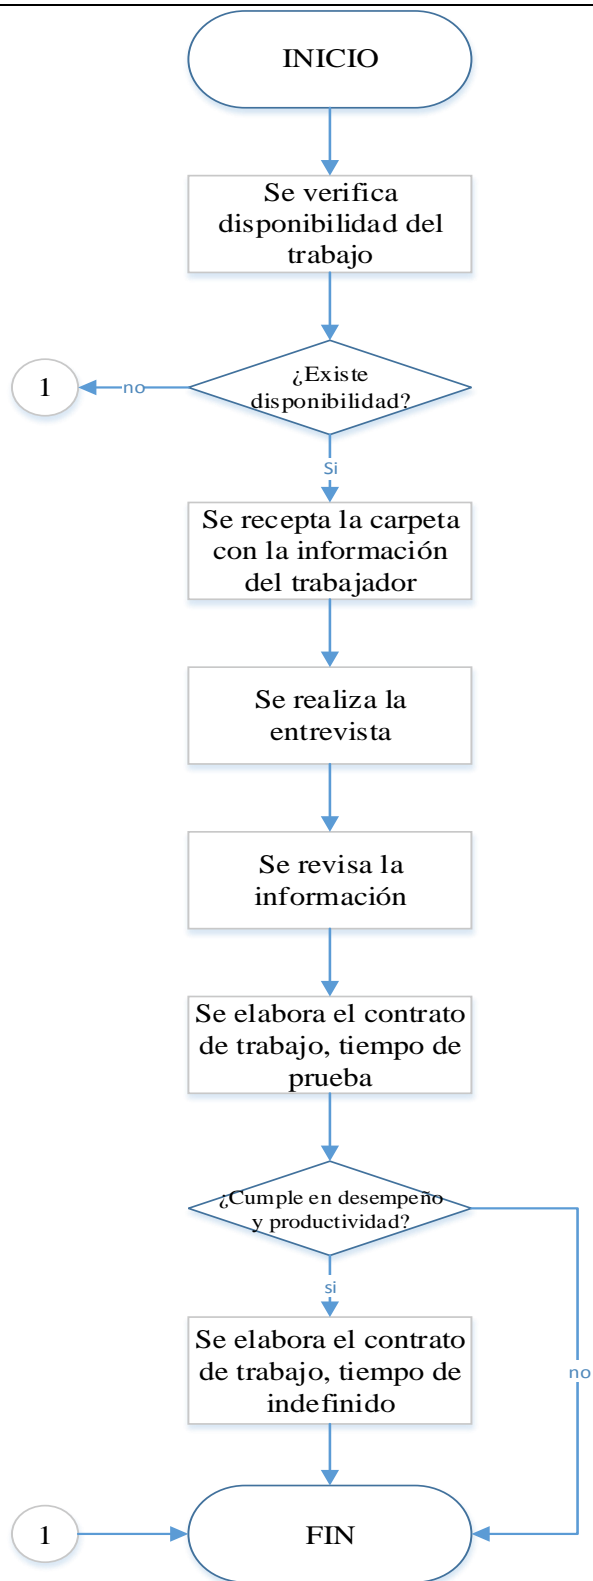 INICIO
Se verifica
disponibilidad del
trabajo
¿Existe
disponibilidad?
1
no
Si
Se recepta la carpeta
con la información
del trabajador
Se realiza la
entrevista
Se revisa la
información
Se elabora el contrato
de trabajo, tiempo de
prueba
¿Cumple en desempeño
y productividad?
si
Se elabora el contrato
de trabajo, tiempo de
indefinido
no
1
FIN